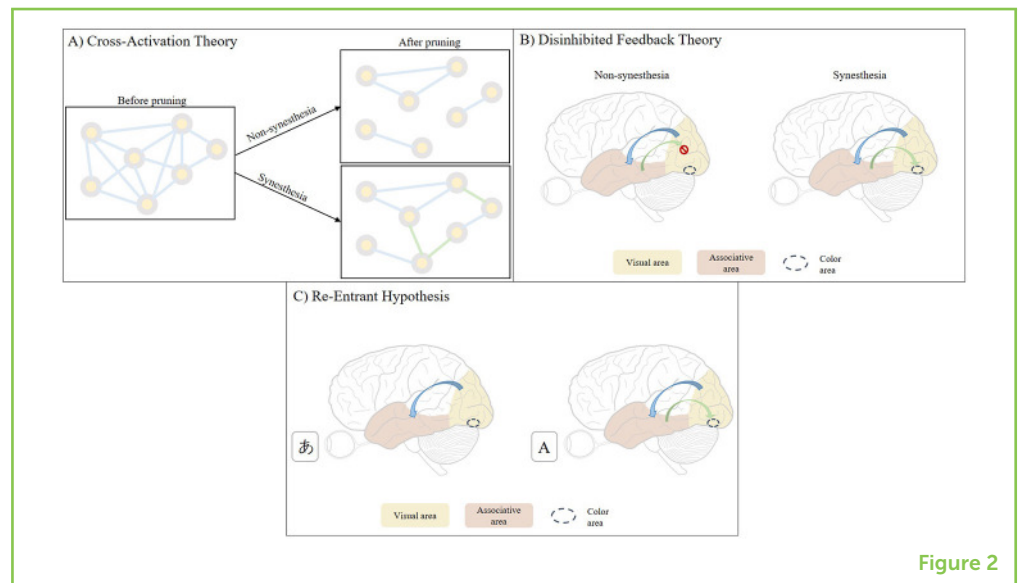 A) Cross-Activation Theory
Before pruning
Non-synesthesia
Synesthesia
After pruning
B) Disinhibited Feedback Theory
Non-synesthesia
Synesthesia
Visual area
Associative
area
Color
area
C) Re-Entrant Hypothesis
あ
A
Visual area
Associative
area
Color
area
Figure 2